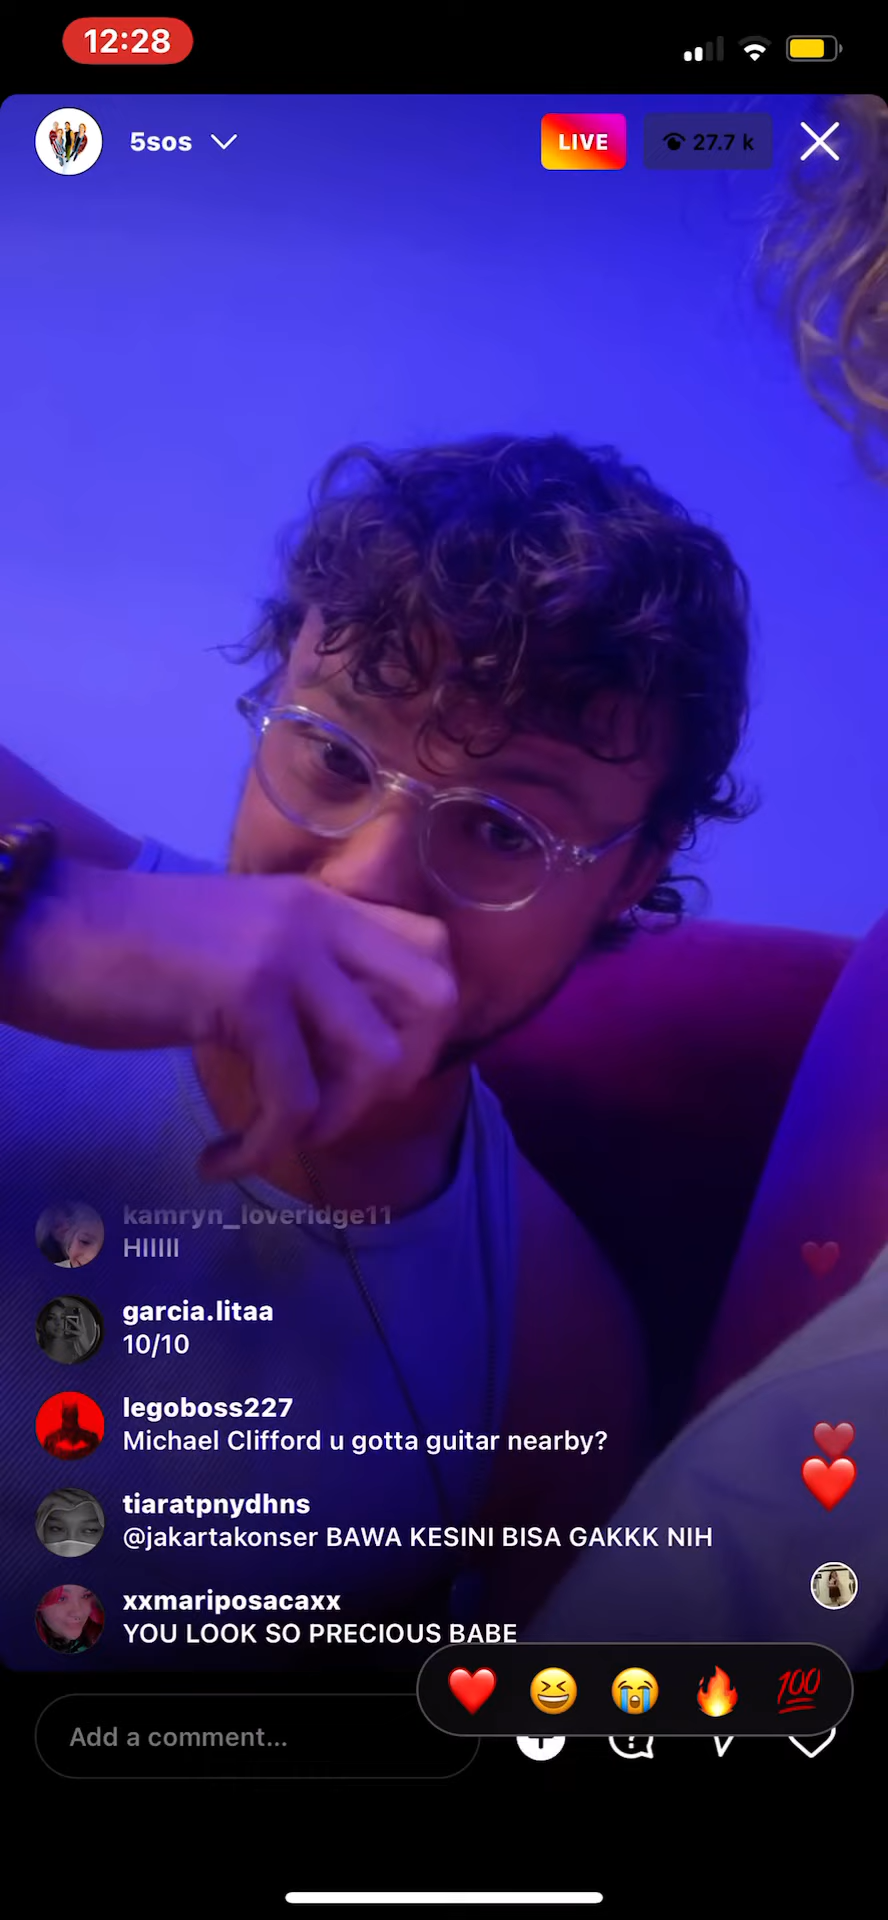 12:28
5sos
LIVE
27.7 k
kamryn_loveridge11
HIIIII
garcia.litaa
10/10
legoboss227
Michael Clifford u gotta guitar nearby?
tiaratpnydhns
@jakartakonser BAWA KESINI BISA GAKKK NIH
xxmariposacaxx
YOU LOOK SO PRECIOUS BABE
💯
Add a comment...